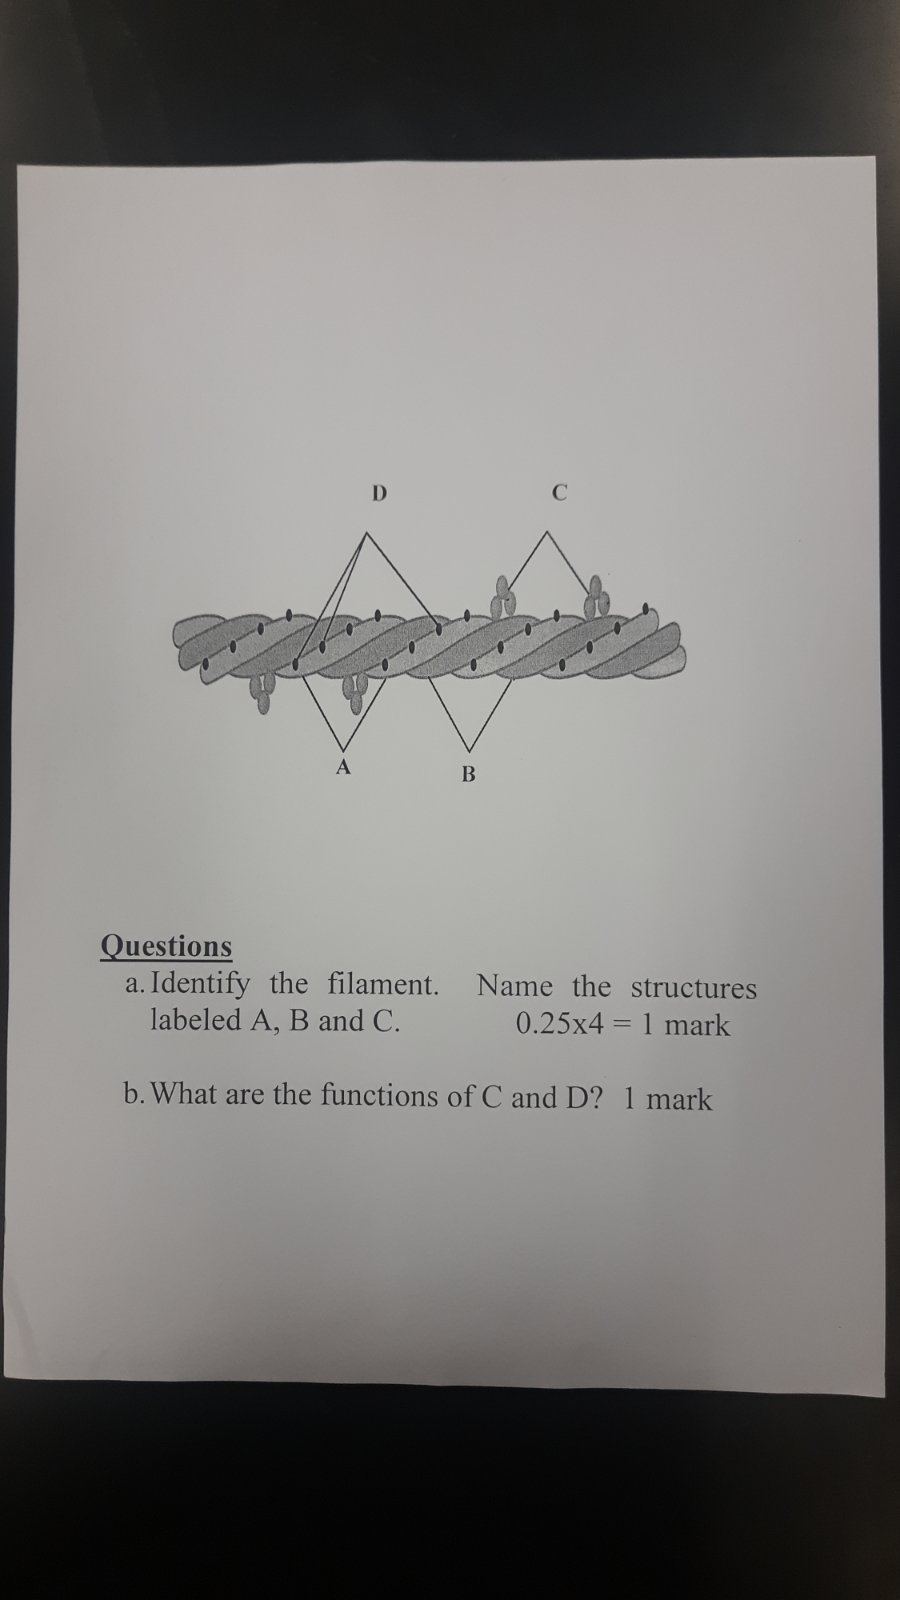 D
C
A
B
Questions
a. Identify the filament. Name the structures
labeled A, B and C. 0.25x4 = 1 mark
b. What are the functions of C and D? 1 mark